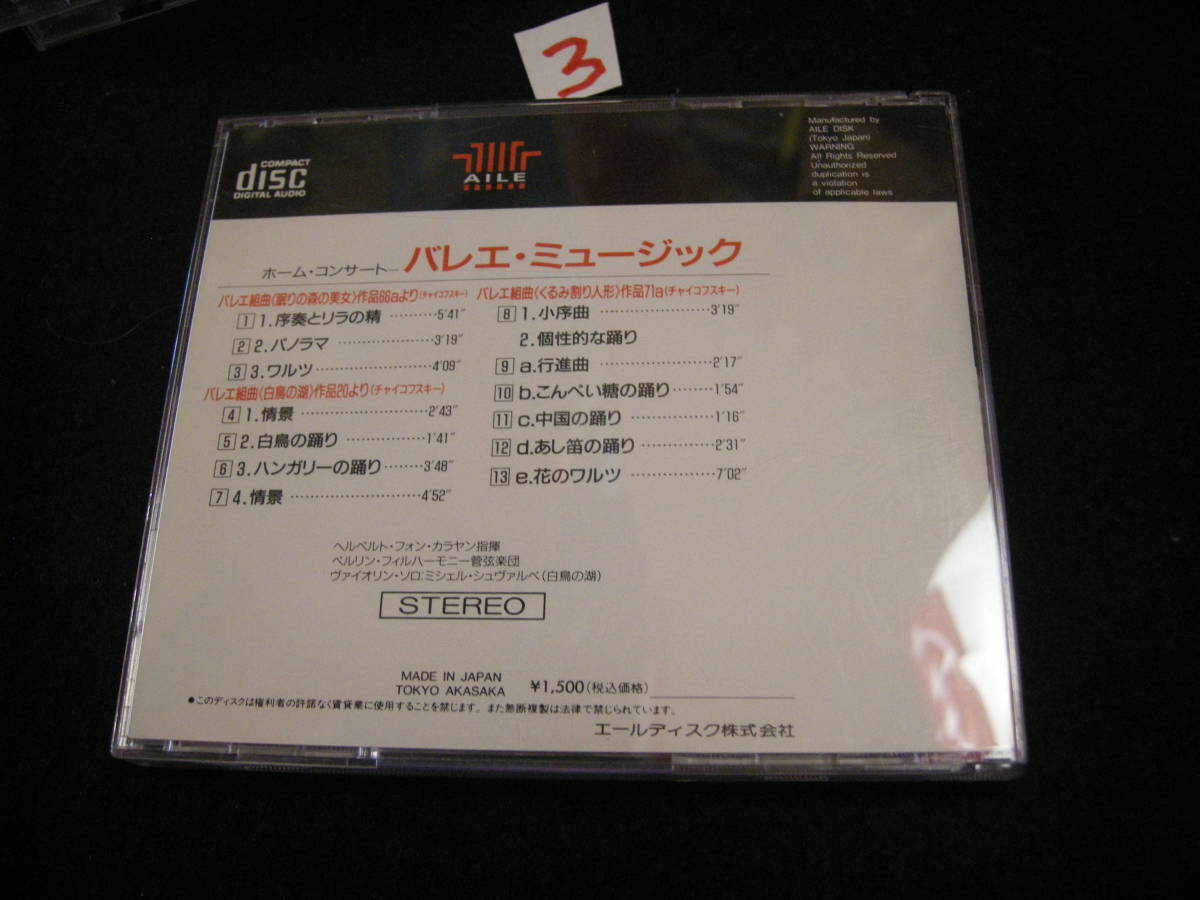 3
COMPACT
disc
DIGITAL AUDIO
AILE
Manufactured by
AILE DISK
(Tokyo Japan)
WARNING
All Rights Reserved
Unauthorized
duplication is
a violation
of applicable laws
ホーム・コンサート― バレエ・ミュージック
バレエ組曲〈眠りの森の美女〉作品66aより(チャイコフスキー)
1 1.序奏とリラの精 ………5′41″
2 2.パノラマ ………………3′19″
3 3.ワルツ …………………4′09″
バレエ組曲〈白鳥の湖〉作品20より(チャイコフスキー)
4 1.情景 ……………………2′43″
5 2.白鳥の踊り ……………1′41″
6 3.ハンガリーの踊り………3′48″
7 4.情景 ……………………4′52″
バレエ組曲〈くるみ割り人形〉作品71a(チャイコフスキー)
8 1.小序曲 …………………3′19″
2.個性的な踊り
9 a.行進曲 …………………2′17″
10 b.こんぺい糖の踊り………1′54″
11 c.中国の踊り ……………1′16″
12 d.あし笛の踊り …………2′31″
13 e.花のワルツ ……………7′02″
ヘルベルト・フォン・カラヤン指揮
ベルリン・フィルハーモニー管弦楽団
ヴァイオリン・ソロ:ミシェル・シュヴァルベ(白鳥の湖)
STEREO
MADE IN JAPAN
TOKYO AKASAKA ¥1,500(税込価格)
●このディスクは権利者の許諾なく賃貸業に使用することを禁じます。また無断複製は法律で禁じられています。
エールディスク株式会社